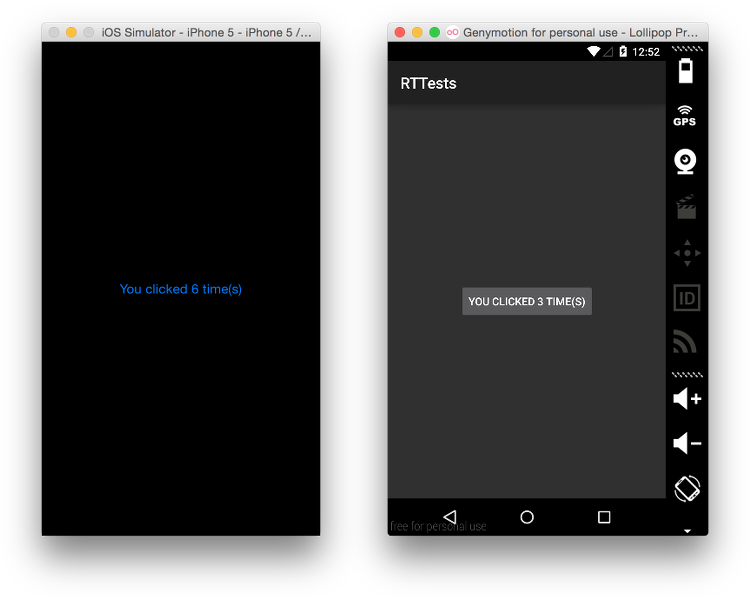 iOS Simulator - iPhone 5 - iPhone 5 /...
You clicked 6 time(s)
Genymotion for personal use - Lollipop Pr...
12:52
RTTests
GPS
YOU CLICKED 3 TIME(S)
ID
free for personal use